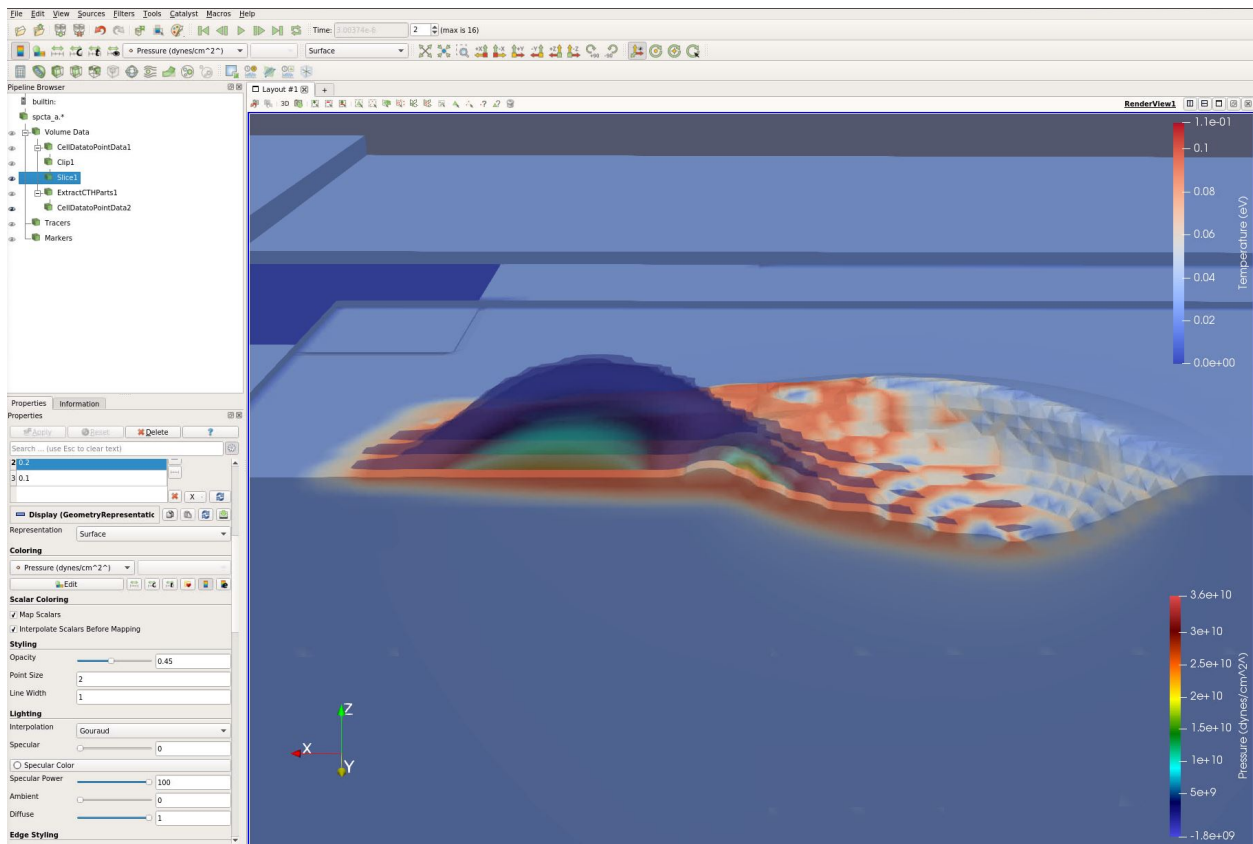 File Edit View Sources Filters Tools Catalyst Macros Help
Time: 3.00374e-6 2 (max is 16)
Pressure (dynes/cm^2^) Surface
+X -X +Y -Y +Z -Z +90 -90
Pipeline Browser
builtin:
spcta_a.*
Volume Data
CellDatatoPointData1
Clip1
Slice1
ExtractCTHParts1
CellDatatoPointData2
Tracers
Markers
Layout #1 +
3D
RenderView1
Properties Information
Properties
Apply Reset Delete ?
Search ... (use Esc to clear text)
2 0.2
3 0.1
X
Display (GeometryRepresentatic
Representation Surface
Coloring
Pressure (dynes/cm^2^)
Edit
Scalar Coloring
Map Scalars
Interpolate Scalars Before Mapping
Styling
Opacity 0.45
Point Size 2
Line Width 1
Lighting
Interpolation Gouraud
Specular 0
Specular Color
Specular Power 100
Ambient 0
Diffuse 1
Edge Styling
1.1e-01
0.1
0.08
0.06
0.04
0.02
0.0e+00
Temperature (eV)
3.6e+10
3e+10
2.5e+10
2e+10
1.5e+10
1e+10
5e+9
-1.8e+09
Pressure (dynes/cm^2^)
Z
X
Y